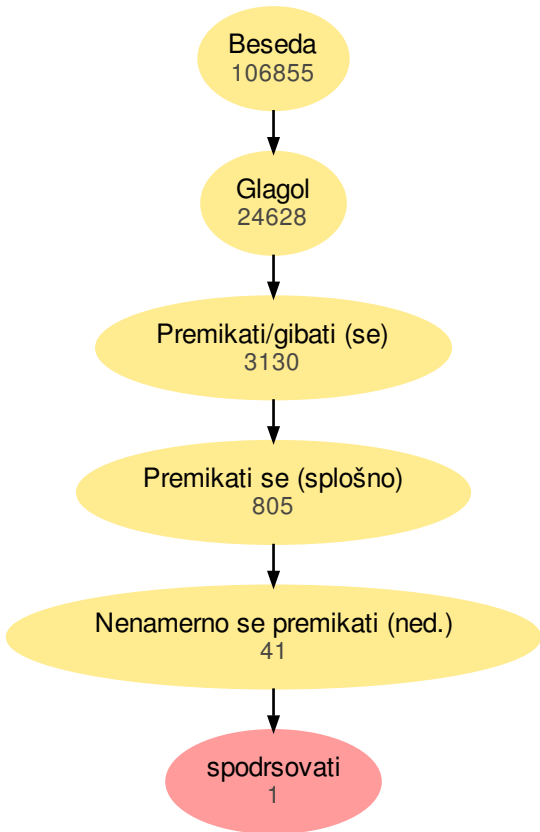 Beseda
106855
Glagol
24628
Premikati/gibati (se)
3130
Premikati se (splošno)
805
Nenamerno se premikati (ned.)
41
spodrsovati
1